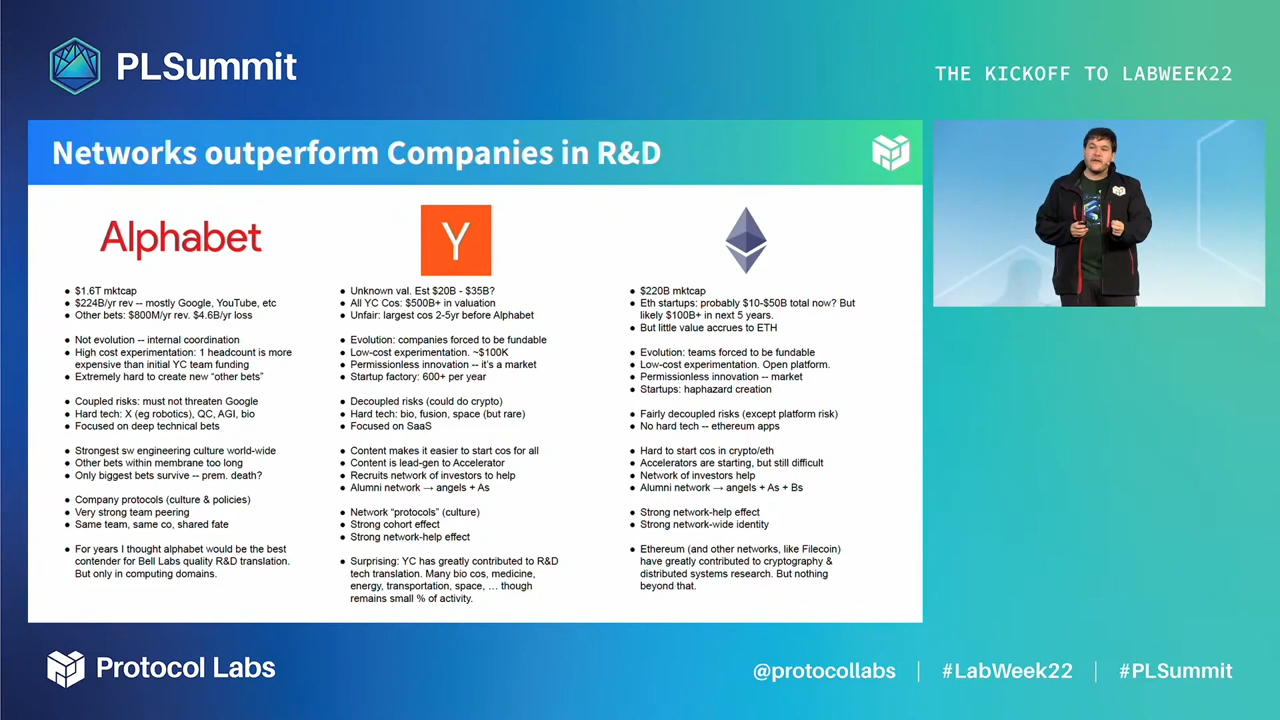 PLSummit
THE KICKOFF TO LABWEEK22
Networks outperform Companies in R&D
Alphabet
● $1.6T mktcap
● $224B/yr rev -- mostly Google, YouTube, etc
● Other bets: $800M/yr rev. $4.6B/yr loss
● Not evolution -- internal coordination
● High cost experimentation: 1 headcount is more
expensive than initial YC team funding
● Extremely hard to create new “other bets”
● Coupled risks: must not threaten Google
● Hard tech: X (eg robotics), QC, AGI, bio
● Focused on deep technical bets
● Strongest sw engineering culture world-wide
● Other bets within membrane too long
● Only biggest bets survive -- prem. death?
● Company protocols (culture & policies)
● Very strong team peering
● Same team, same co, shared fate
● For years I thought alphabet would be the best
contender for Bell Labs quality R&D translation.
But only in computing domains.
Y
● Unknown val. Est $20B - $35B?
● All YC Cos: $500B+ in valuation
● Unfair: largest cos 2-5yr before Alphabet
● Evolution: companies forced to be fundable
● Low-cost experimentation. ~$100K
● Permissionless innovation -- it’s a market
● Startup factory: 600+ per year
● Decoupled risks (could do crypto)
● Hard tech: bio, fusion, space (but rare)
● Focused on SaaS
● Content makes it easier to start cos for all
● Content is lead-gen to Accelerator
● Recruits network of investors to help
● Alumni network → angels + As
● Network “protocols” (culture)
● Strong cohort effect
● Strong network-help effect
● Surprising: YC has greatly contributed to R&D
tech translation. Many bio cos, medicine,
energy, transportation, space, … though
remains small % of activity.
● $220B mktcap
● Eth startups: probably $10-$50B total now? But
likely $100B+ in next 5 years.
● But little value accrues to ETH
● Evolution: teams forced to be fundable
● Low-cost experimentation. Open platform.
● Permissionless innovation -- market
● Startups: haphazard creation
● Fairly decoupled risks (except platform risk)
● No hard tech -- ethereum apps
● Hard to start cos in crypto/eth
● Accelerators are starting, but still difficult
● Network of investors help
● Alumni network → angels + As + Bs
● Strong network-help effect
● Strong network-wide identity
● Ethereum (and other networks, like Filecoin)
have greatly contributed to cryptography &
distributed systems research. But nothing
beyond that.
Protocol Labs
@protocollabs | #LabWeek22 | #PLSummit